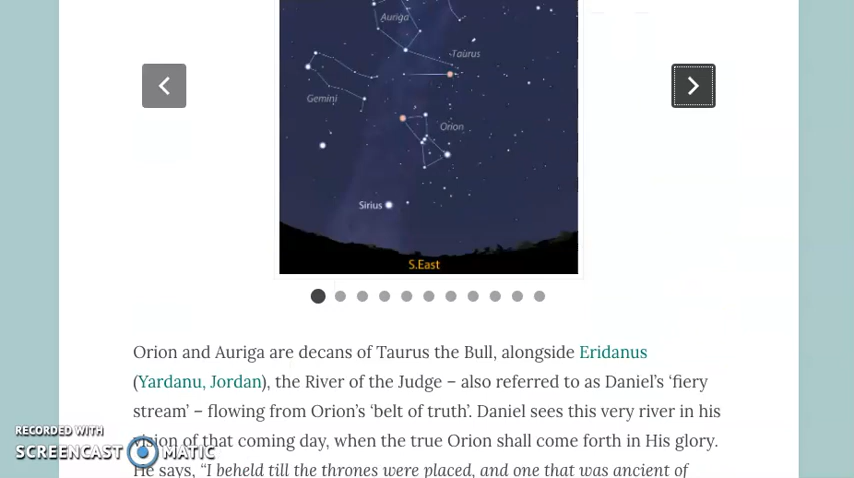 Auriga
Taurus
Gemini
Orion
Sirius
S.East
Orion and Auriga are decans of Taurus the Bull, alongside Eridanus
(Yardanu, Jordan), the River of the Judge – also referred to as Daniel's 'fiery
stream' – flowing from Orion's 'belt of truth'. Daniel sees this very river in his
vision of that coming day, when the true Orion shall come forth in His glory.
He says, "I beheld till the thrones were placed, and one that was ancient of
RECORDED WITH
SCREENCAST MATIC